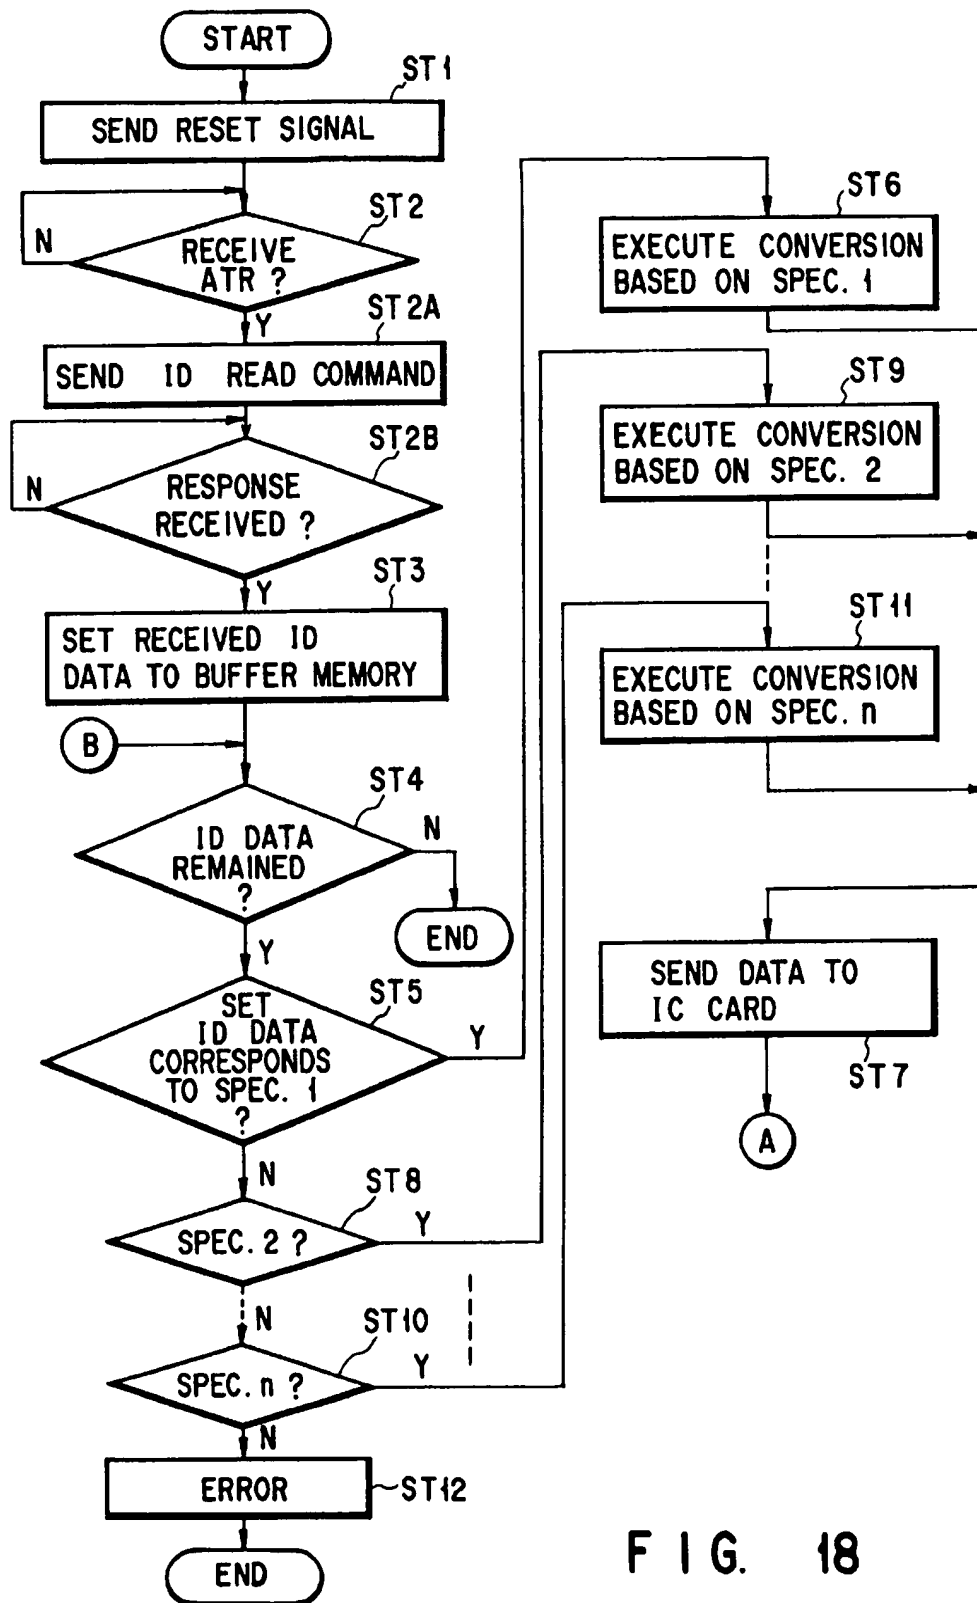 START
ST1
SEND RESET SIGNAL
ST2
N
RECEIVE
ATR ?
Y
ST2A
SEND ID READ COMMAND
ST2B
N
RESPONSE
RECEIVED ?
Y
ST3
SET RECEIVED ID
DATA TO BUFFER MEMORY
B
ST4
ID DATA
REMAINED
?
N
END
Y
ST5
SET
ID DATA
CORRESPONDS
TO SPEC. 1
?
Y
N
ST8
SPEC. 2 ?
Y
N
ST10
SPEC. n ?
Y
N
ERROR
ST12
END
ST6
EXECUTE CONVERSION
BASED ON SPEC. 1
ST9
EXECUTE CONVERSION
BASED ON SPEC. 2
ST11
EXECUTE CONVERSION
BASED ON SPEC. n
SEND DATA TO
IC CARD
ST7
A
FIG. 18